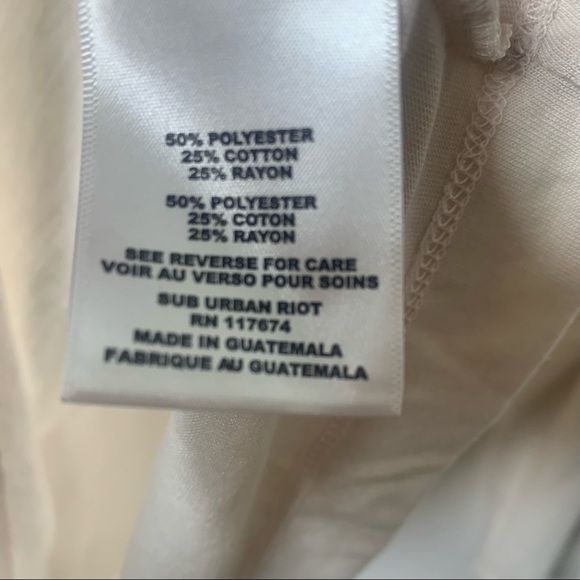 50% POLYESTER
25% COTTON
25% RAYON
50% POLYESTER
25% COTON
25% RAYON
SEE REVERSE FOR CARE
VOIR AU VERSO POUR SOINS
SUB URBAN RIOT
RN 117674
MADE IN GUATEMALA
FABRIQUE AU GUATEMALA